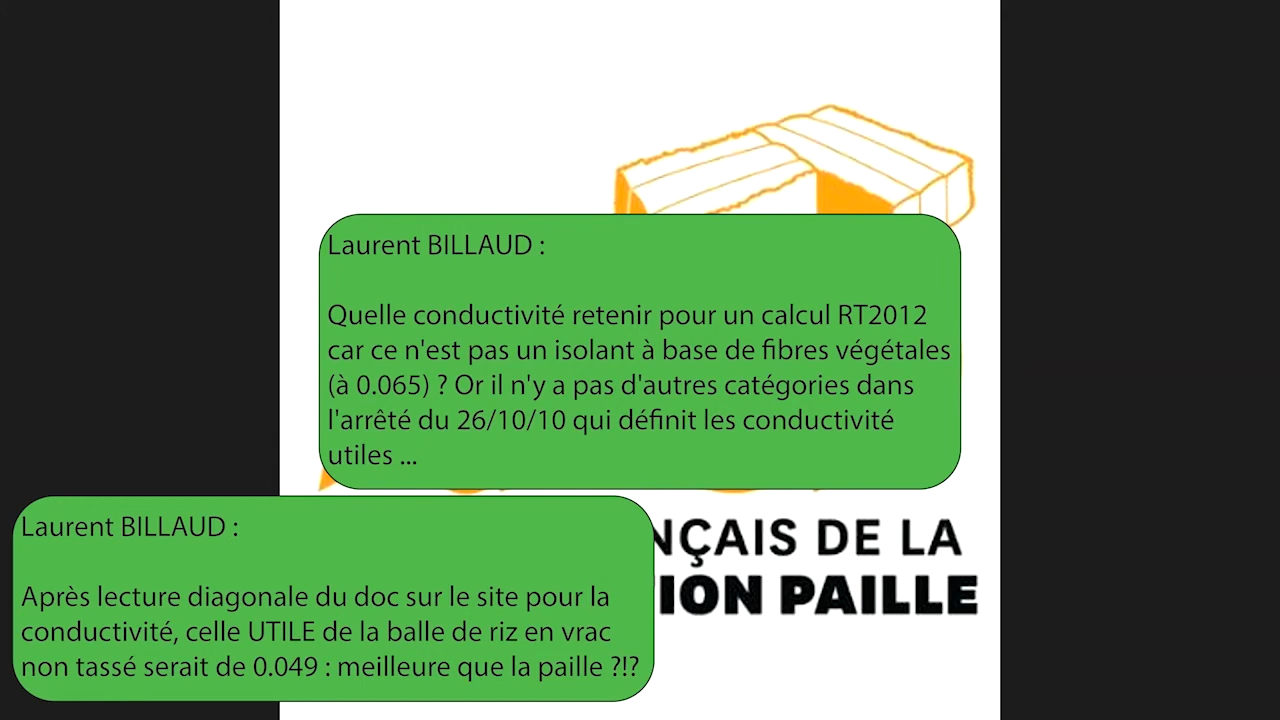 Laurent BILLAUD :
Quelle conductivité retenir pour un calcul RT2012
car ce n'est pas un isolant à base de fibres végétales
(à 0.065) ? Or il n'y a pas d'autres catégories dans
l'arrêté du 26/10/10 qui définit les conductivité
utiles ...
Laurent BILLAUD :
Après lecture diagonale du doc sur le site pour la
conductivité, celle UTILE de la balle de riz en vrac
non tassé serait de 0.049 : meilleure que la paille ?!?
NÇAIS DE LA
ION PAILLE